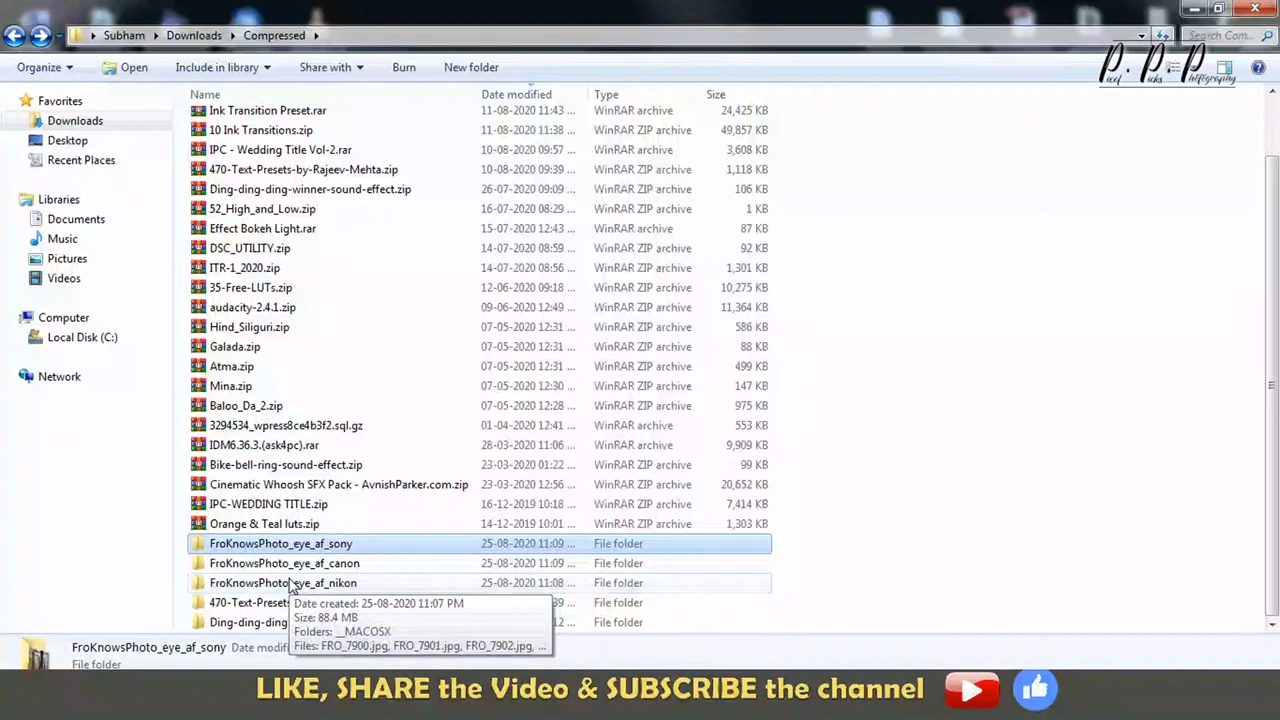 Subham Downloads Compressed Search Com...
P. Picks Photography
Organize Open Include in library Share with Burn New folder
Name Date modified Type Size
Favorites
Downloads
Desktop
Recent Places
Libraries
Documents
Music
Pictures
Videos
Computer
Local Disk (C:)
Network
Ink Transition Preset.rar 11-08-2020 11:43 ... WinRAR archive 24,425 KB
10 Ink Transitions.zip 11-08-2020 11:38 ... WinRAR ZIP archive 49,857 KB
IPC - Wedding Title Vol-2.rar 10-08-2020 09:57 ... WinRAR archive 3,608 KB
470-Text-Presets-by-Rajeev-Mehta.zip 10-08-2020 09:39 ... WinRAR ZIP archive 1,118 KB
Ding-ding-ding-winner-sound-effect.zip 26-07-2020 09:09 ... WinRAR ZIP archive 106 KB
52_High_and_Low.zip 16-07-2020 08:29 ... WinRAR ZIP archive 1 KB
Effect Bokeh Light.rar 15-07-2020 12:43 ... WinRAR archive 87 KB
DSC_UTILITY.zip 14-07-2020 08:59 ... WinRAR ZIP archive 92 KB
ITR-1_2020.zip 14-07-2020 08:56 ... WinRAR ZIP archive 1,301 KB
35-Free-LUTs.zip 12-06-2020 09:18 ... WinRAR ZIP archive 10,275 KB
audacity-2.4.1.zip 09-06-2020 12:49 ... WinRAR ZIP archive 11,364 KB
Hind_Siliguri.zip 07-05-2020 12:31 ... WinRAR ZIP archive 586 KB
Galada.zip 07-05-2020 12:31 ... WinRAR ZIP archive 88 KB
Atma.zip 07-05-2020 12:31 ... WinRAR ZIP archive 499 KB
Mina.zip 07-05-2020 12:30 ... WinRAR ZIP archive 147 KB
Baloo_Da_2.zip 07-05-2020 12:28 ... WinRAR ZIP archive 975 KB
3294534_wpress8ce4b3f2.sql.gz 01-04-2020 12:41 ... WinRAR archive 553 KB
IDM6.36.3.(ask4pc).rar 28-03-2020 11:06 ... WinRAR archive 9,909 KB
Bike-bell-ring-sound-effect.zip 23-03-2020 01:22 ... WinRAR ZIP archive 99 KB
Cinematic Whoosh SFX Pack - AvnishParker.com.zip 23-03-2020 12:56 ... WinRAR ZIP archive 20,652 KB
IPC-WEDDING TITLE.zip 16-12-2019 10:18 ... WinRAR ZIP archive 7,414 KB
Orange & Teal luts.zip 14-12-2019 10:01 ... WinRAR ZIP archive 1,303 KB
FroKnowsPhoto_eye_af_sony 25-08-2020 11:09 ... File folder
FroKnowsPhoto_eye_af_canon 25-08-2020 11:09 ... File folder
FroKnowsPhoto_eye_af_nikon 25-08-2020 11:08 ... File folder
470-Text-Presets :39 ... File folder
Ding-ding-ding :52 ... File folder
Date created: 25-08-2020 11:07 PM
Size: 88.4 MB
Folders: __MACOSX
Files: FRO_7900.jpg, FRO_7901.jpg, FRO_7902.jpg, ...
FroKnowsPhoto_eye_af_sony Date modifi
File folder
LIKE, SHARE the Video & SUBSCRIBE the channel